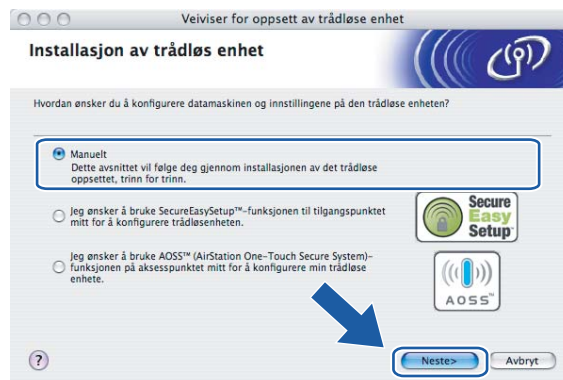 Veiviser for oppsett av trådløse enhet
Installasjon av trådløs enhet
Hvordan ønsker du å konfigurere datamaskinen og innstillingene på den trådløse enheten?
Manuelt
Dette avsnittet vil følge deg gjennom installasjonen av det trådløse
oppsettet, trinn for trinn.
Jeg ønsker å bruke SecureEasySetup™-funksjonen til tilgangspunktet
mitt for å konfigurere trådløsenheten.
Secure
Easy
Setup
Jeg ønsker å bruke AOSS™ (AirStation One-Touch Secure System)-
funksjonen på aksesspunktet mitt for å konfigurere min trådløse
enhete.
AOSS™
?
Neste>
Avbryt